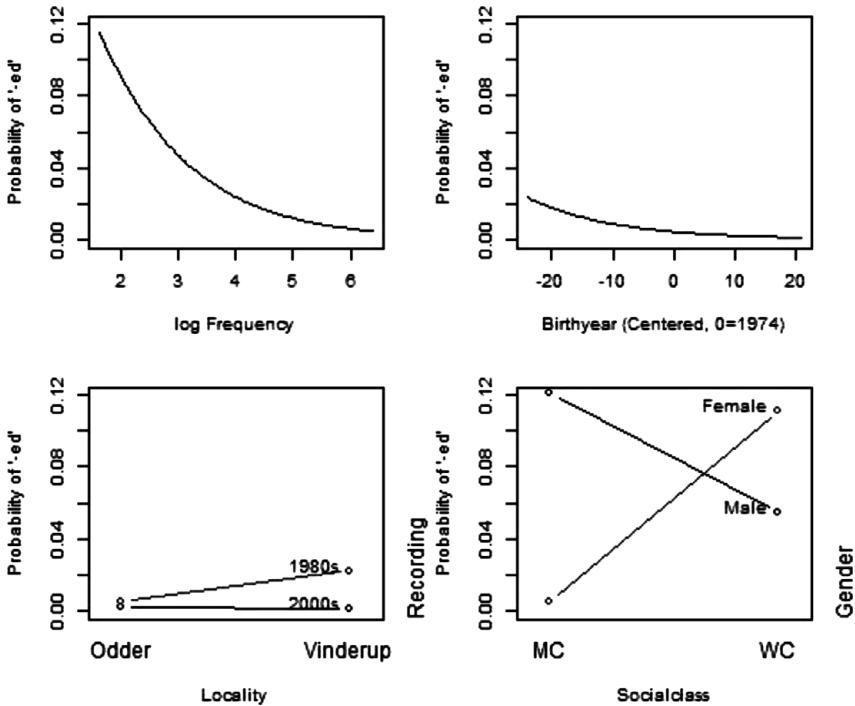 Probability of '-ed'
0.00 0.04 0.08 0.12
2 3 4 5 6
log Frequency
Probability of '-ed'
0.00 0.04 0.08 0.12
-20 -10 0 10 20
Birthyear (Centered, 0=1974)
Probability of '-ed'
0.00 0.04 0.08 0.12
1980s
2000s
Odder Vinderup
Locality
Recording
Probability of '-ed'
0.00 0.04 0.08 0.12
Female
Male
MC WC
Socialclass
Gender